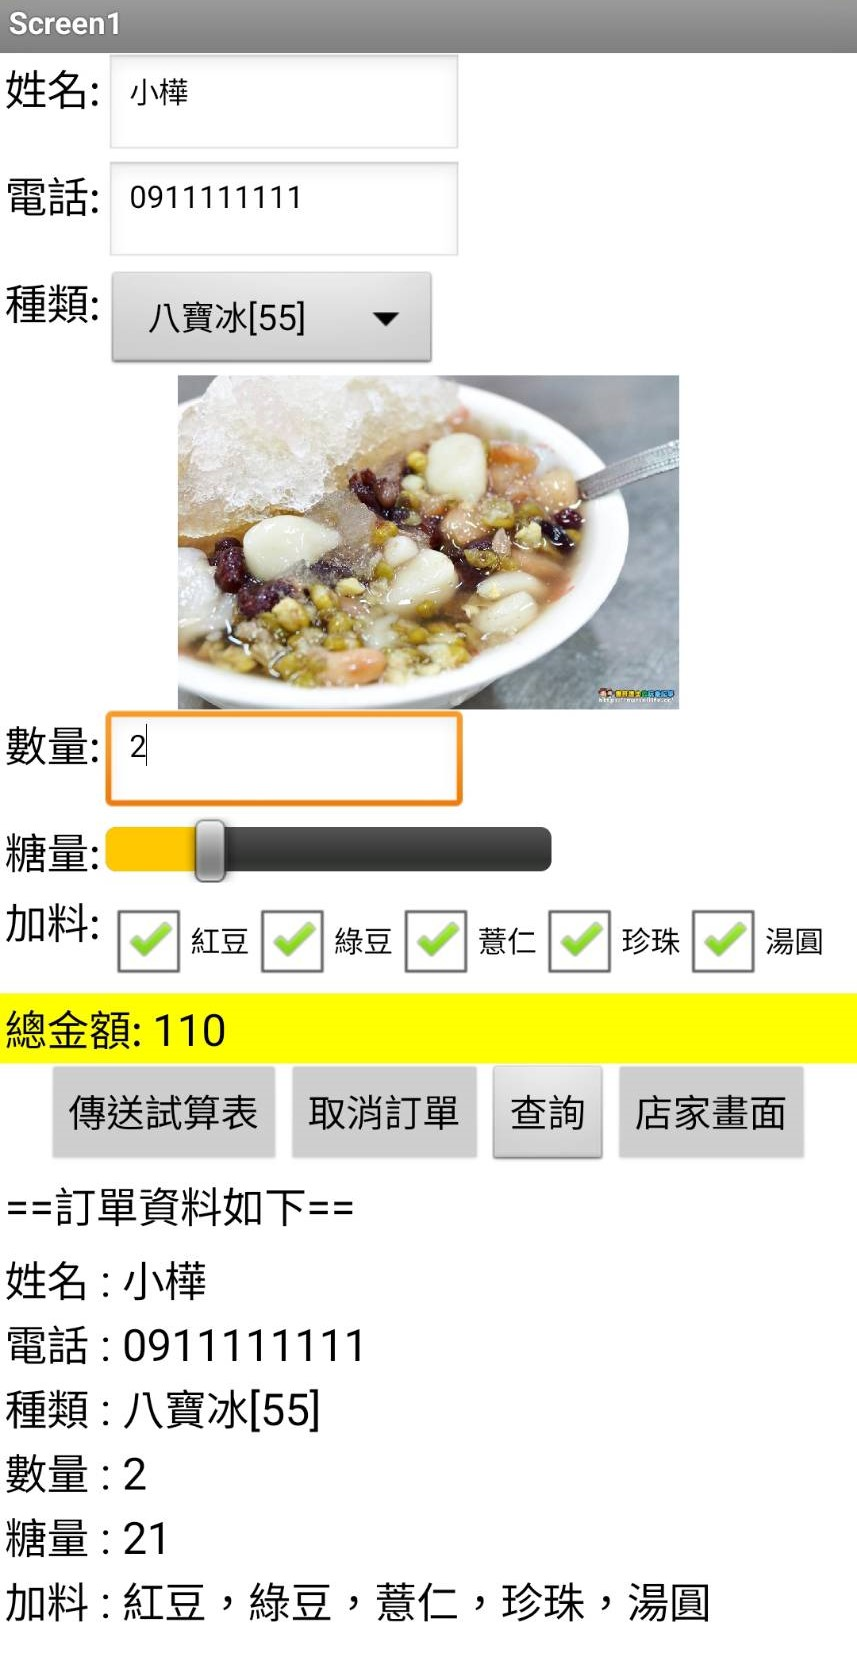 Screen1
姓名: 小樺
電話: 0911111111
種類: 八寶冰[55]
數量: 2
糖量:
加料: 紅豆 綠豆 薏仁 珍珠 湯圓
總金額: 110
傳送試算表 取消訂單 查詢 店家畫面
==訂單資料如下==
姓名 : 小樺
電話 : 0911111111
種類 : 八寶冰[55]
數量 : 2
糖量 : 21
加料 : 紅豆，綠豆，薏仁，珍珠，湯圓